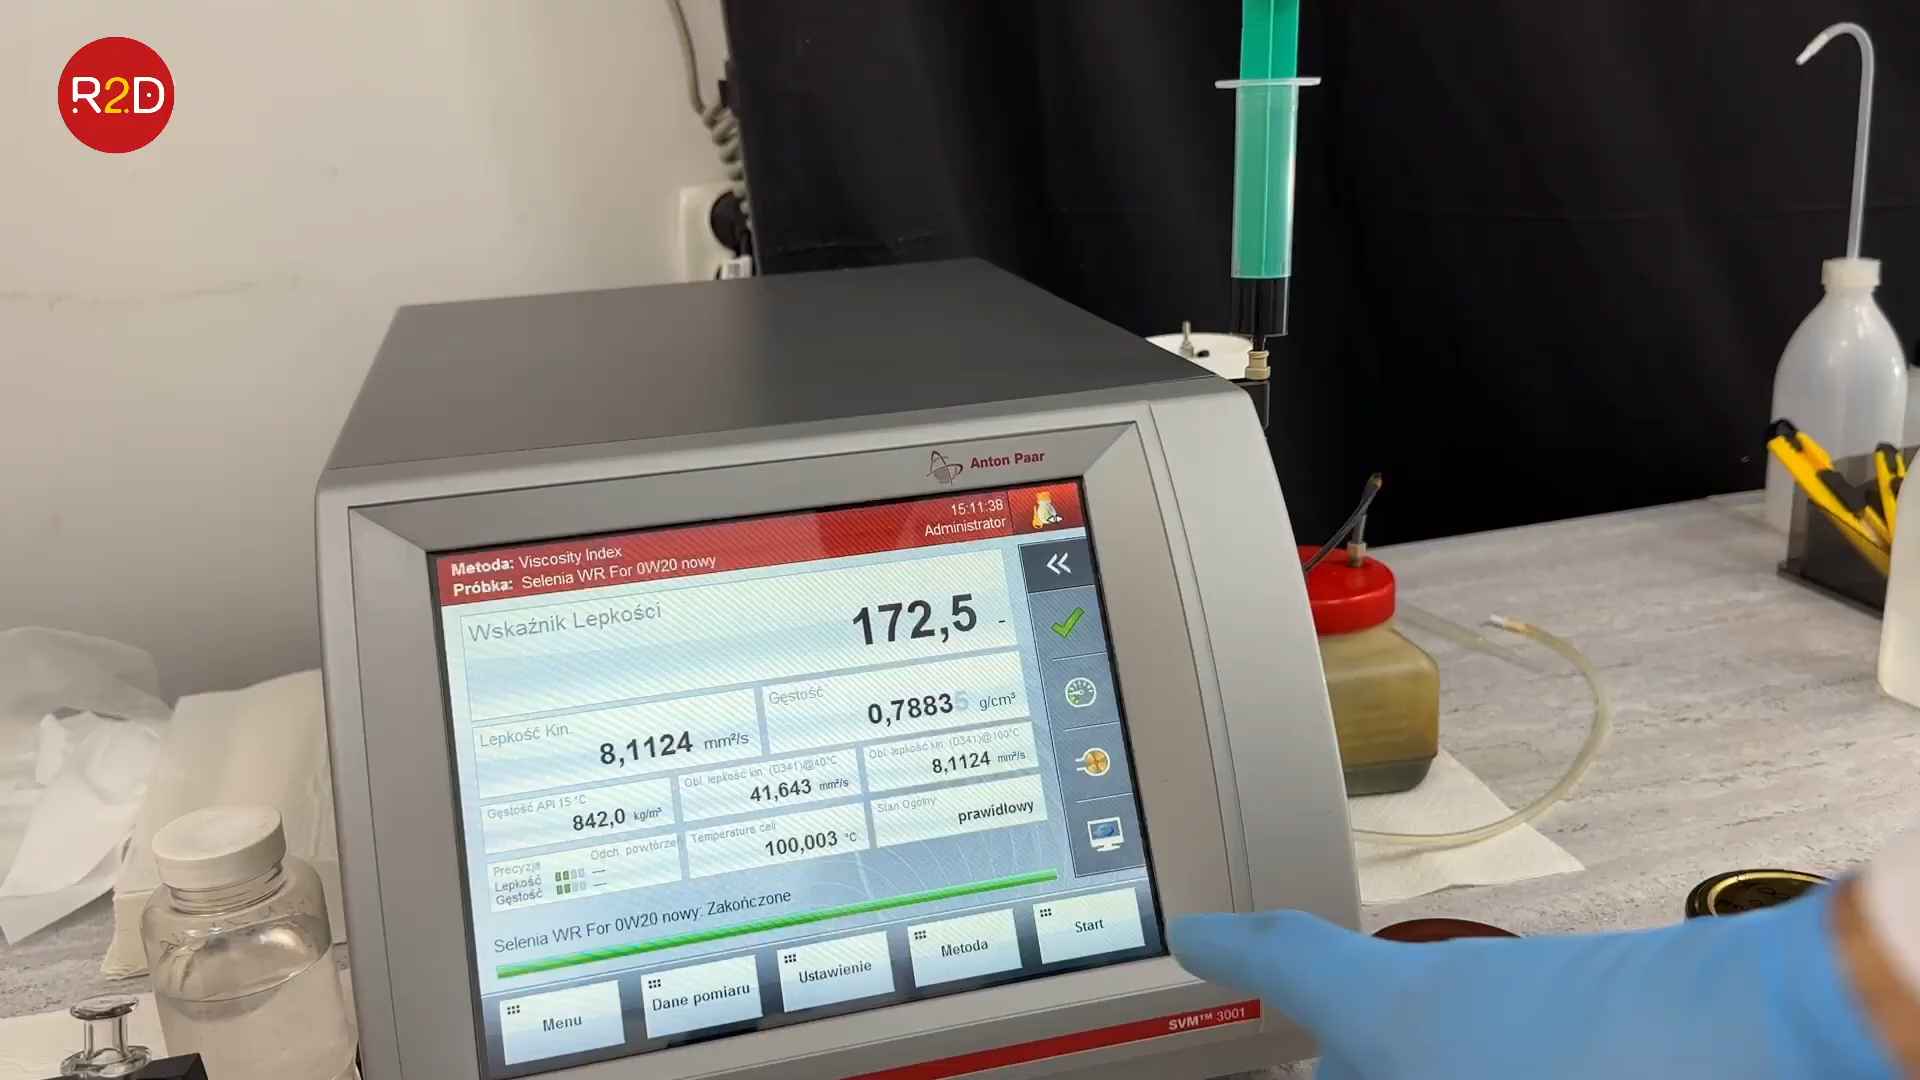 R2D
Anton Paar
15:11:38
Administrator
Metoda: Viscosity Index
Próbka: Selenia WR For 0W20 nowy
Wskaźnik Lepkości
172,5 -
Lepkość Kin.
8,1124 mm²/s
Gęstość
0,78835 g/cm³
Gęstość API 15 °C
842,0 kg/m³
Obl. lepkość kin. (D341)@40°C
41,643 mm²/s
Obl. lepkość kin. (D341)@100°C
8,1124 mm²/s
Precyzja
Odch. powtórzeń
Lepkość
Gęstość
Temperatura celi
100,003 °C
Stan Ogólny
prawidłowy
Selenia WR For 0W20 nowy: Zakończone
Menu
Dane pomiaru
Ustawienie
Metoda
Start
SVM™ 3001